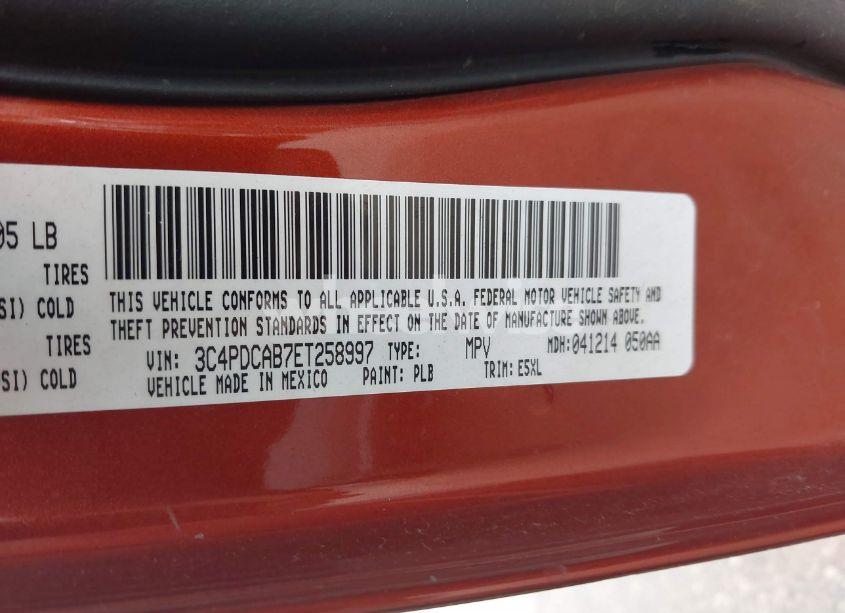 05 LB
TIRES
SI) COLD
SI) COLD
THIS VEHICLE CONFORMS TO ALL APPLICABLE U.S.A. FEDERAL MOTOR VEHICLE SAFETY AND
THEFT PREVENTION STANDARDS IN EFFECT ON THE DATE OF MANUFACTURE SHOWN ABOVE.
VIN: 3C4PDCAB7ET258997 TYPE: MPV MDH:041214 050AA
VEHICLE MADE IN MEXICO PAINT: PLB TRIM: E5XL